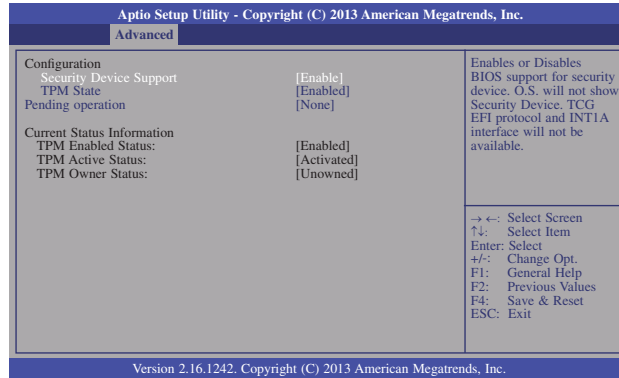 Aptio Setup Utility - Copyright (C) 2013 American Megatrends, Inc.
Advanced
Configuration
Security Device Support [Enable]
TPM State [Enabled]
Pending operation [None]
Current Status Information
TPM Enabled Status: [Enabled]
TPM Active Status: [Activated]
TPM Owner Status: [Unowned]
Enables or Disables
BIOS support for security
device. O.S. will not show
Security Device. TCG
EFI protocol and INT1A
interface will not be
available.
→ ←: Select Screen
↑↓: Select Item
Enter: Select
+/-: Change Opt.
F1: General Help
F2: Previous Values
F4: Save & Reset
ESC: Exit
Version 2.16.1242. Copyright (C) 2013 American Megatrends, Inc.